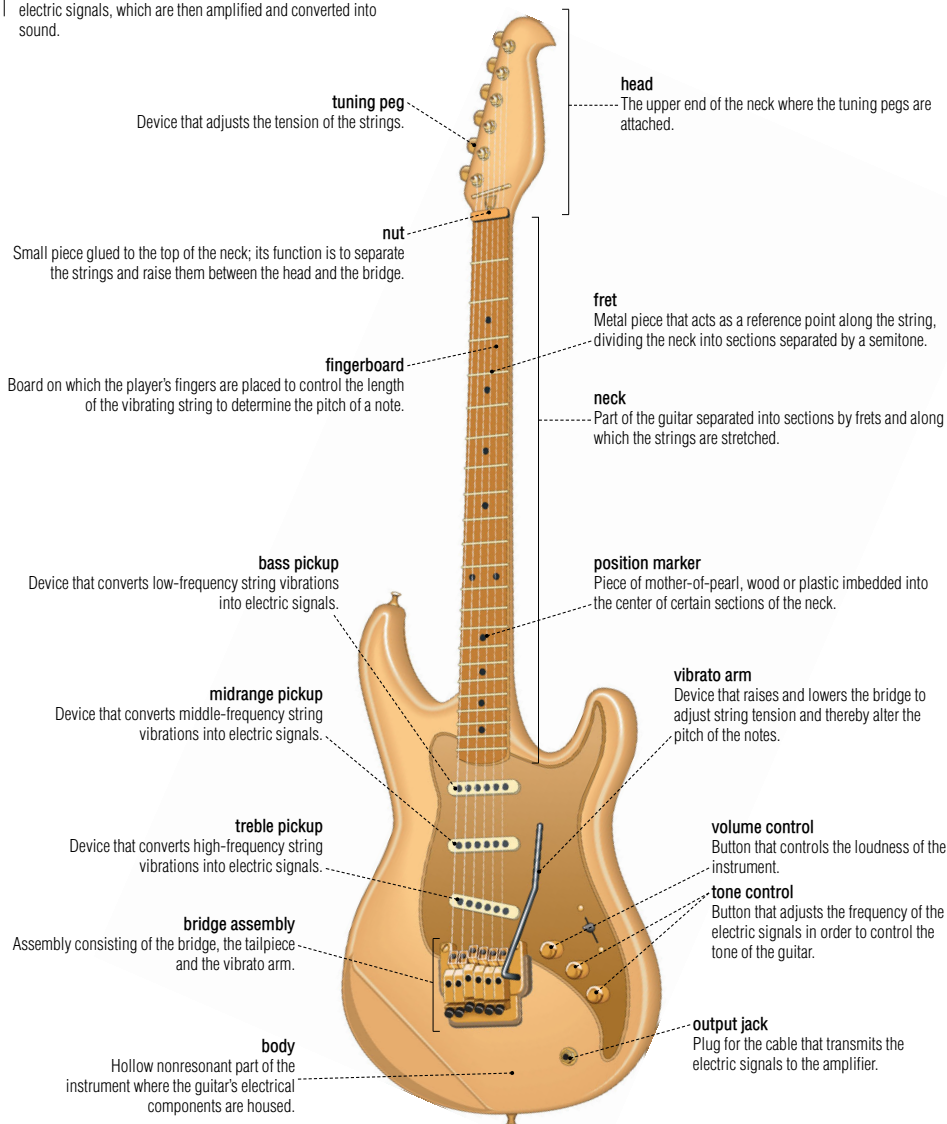 electric signals, which are then amplified and converted into
sound.
head
The upper end of the neck where the tuning pegs are
attached.
tuning peg
Device that adjusts the tension of the strings.
nut
Small piece glued to the top of the neck; its function is to separate
the strings and raise them between the head and the bridge.
fret
Metal piece that acts as a reference point along the string,
dividing the neck into sections separated by a semitone.
fingerboard
Board on which the player's fingers are placed to control the length
of the vibrating string to determine the pitch of a note.
neck
Part of the guitar separated into sections by frets and along
which the strings are stretched.
bass pickup
Device that converts low-frequency string vibrations
into electric signals.
position marker
Piece of mother-of-pearl, wood or plastic imbedded into
the center of certain sections of the neck.
midrange pickup
Device that converts middle-frequency string
vibrations into electric signals.
vibrato arm
Device that raises and lowers the bridge to
adjust string tension and thereby alter the
pitch of the notes.
treble pickup
Device that converts high-frequency string
vibrations into electric signals.
volume control
Button that controls the loudness of the
instrument.
tone control
Button that adjusts the frequency of the
electric signals in order to control the
tone of the guitar.
bridge assembly
Assembly consisting of the bridge, the tailpiece
and the vibrato arm.
output jack
Plug for the cable that transmits the
electric signals to the amplifier.
body
Hollow nonresonant part of the
instrument where the guitar's electrical
components are housed.